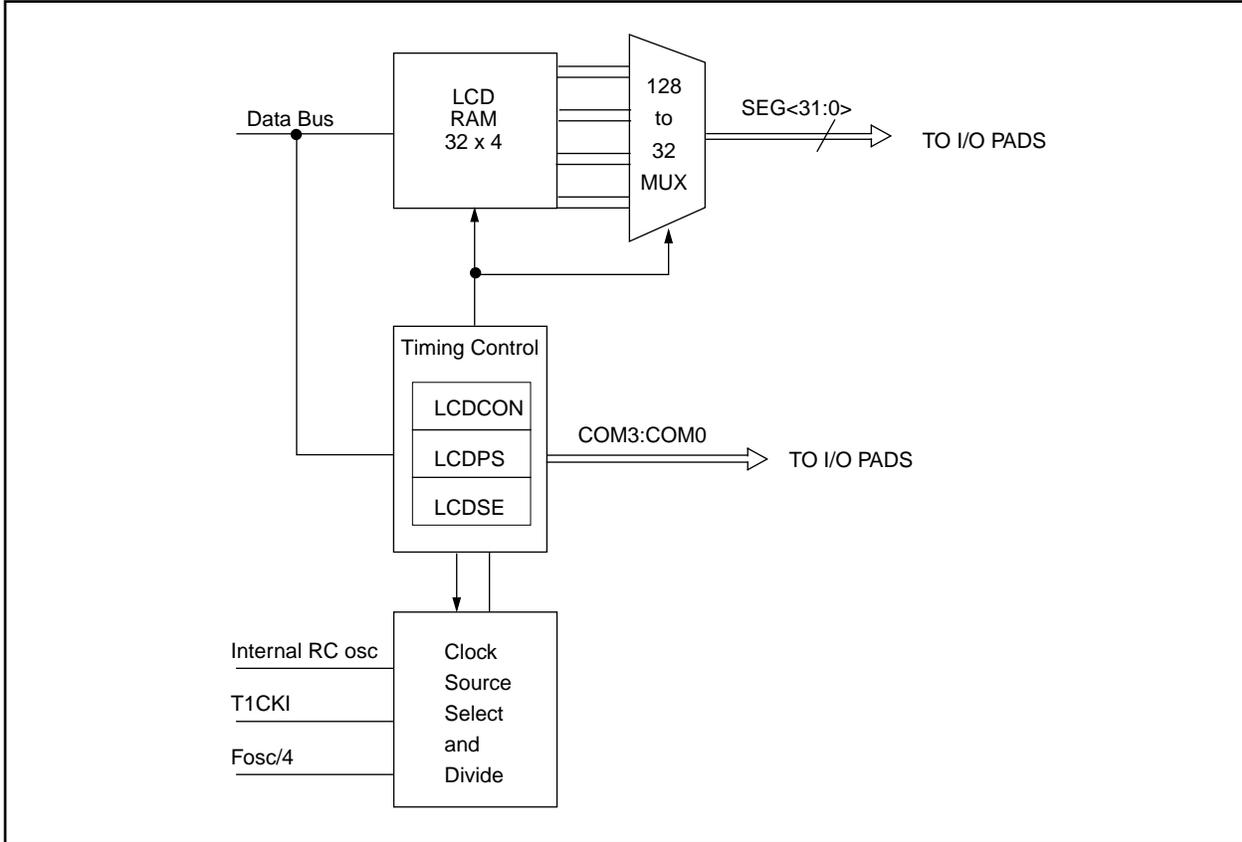 Data Bus
LCD
RAM
32 x 4
128
to
32
MUX
SEG<31:0>
TO I/O PADS
Timing Control
LCDCON
LCDPS
LCDSE
COM3:COM0
TO I/O PADS
Internal RC osc
T1CKI
Fosc/4
Clock
Source
Select
and
Divide